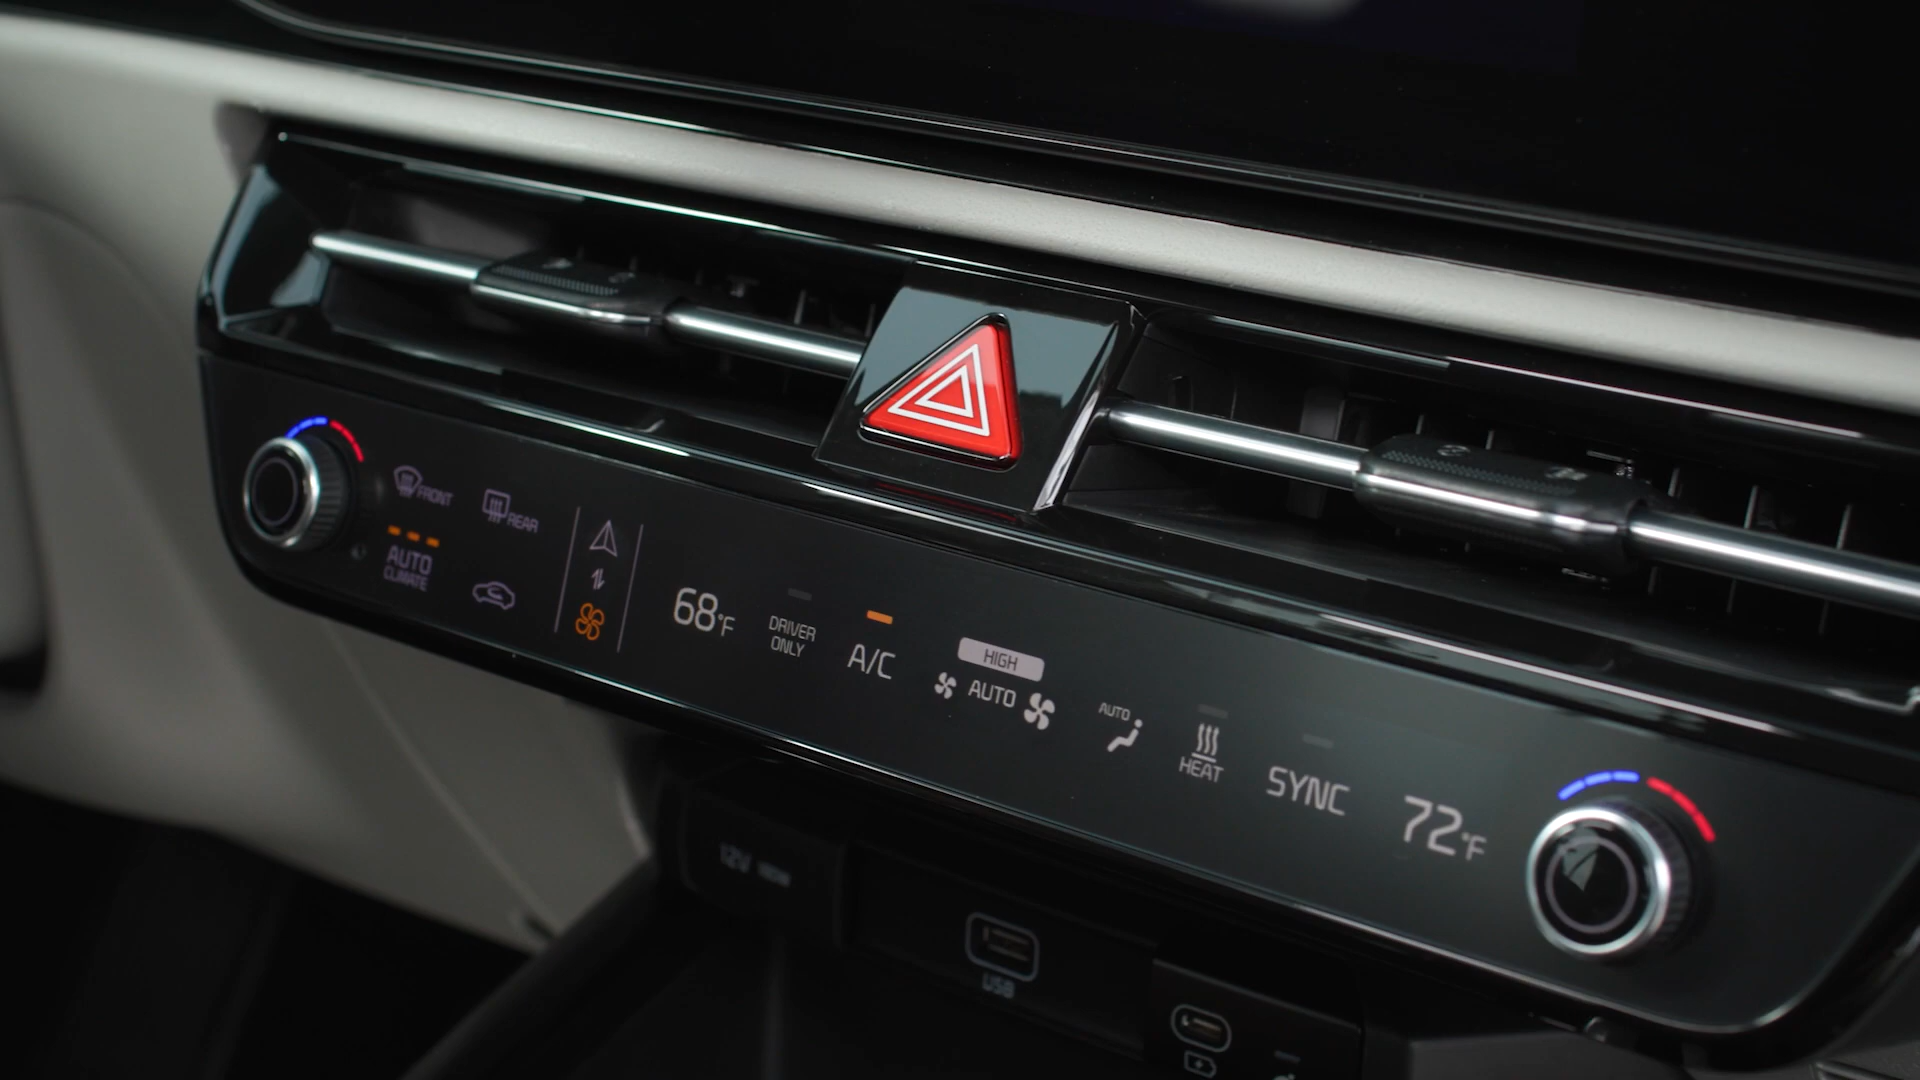 FRONT
REAR
AUTO
CLIMATE
68°F
DRIVER
ONLY
A/C
HIGH
AUTO
AUTO
HEAT
SYNC
72°F
12V
USB